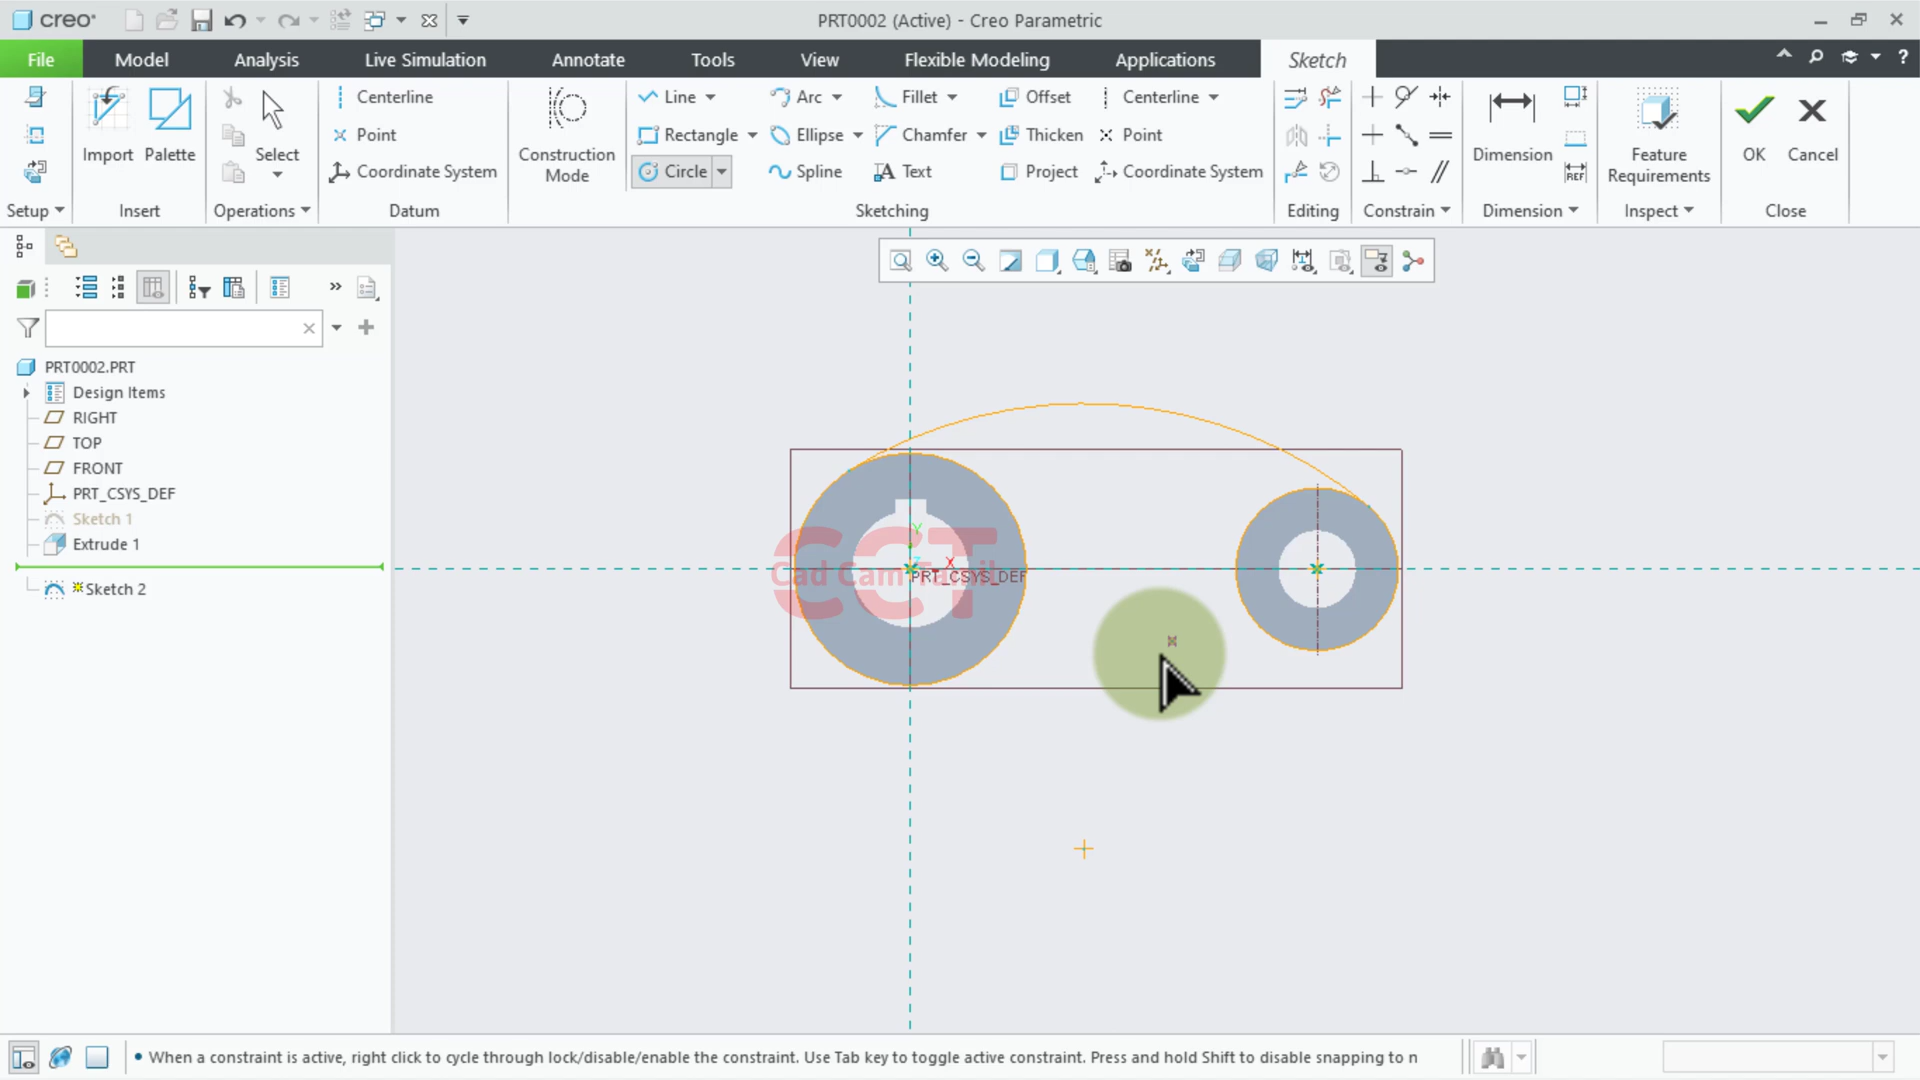 creo®
PRT0002 (Active) - Creo Parametric
File Model Analysis Live Simulation Annotate Tools View Flexible Modeling Applications Sketch
Centerline Line Arc Fillet Offset Centerline
Point Rectangle Ellipse Chamfer Thicken Point
Import Palette Select Construction Mode Dimension Feature Requirements OK Cancel
Coordinate System Circle Spline Text Project Coordinate System
REF
Setup Insert Operations Datum Sketching Editing Constrain Dimension Inspect Close
PRT0002.PRT
Design Items
RIGHT
TOP
FRONT
PRT_CSYS_DEF
Sketch 1
Extrude 1
Sketch 2
CCT
Cad Cam Tamil
Y
X
PRT_CSYS_DEF
• When a constraint is active, right click to cycle through lock/disable/enable the constraint. Use Tab key to toggle active constraint. Press and hold Shift to disable snapping to n